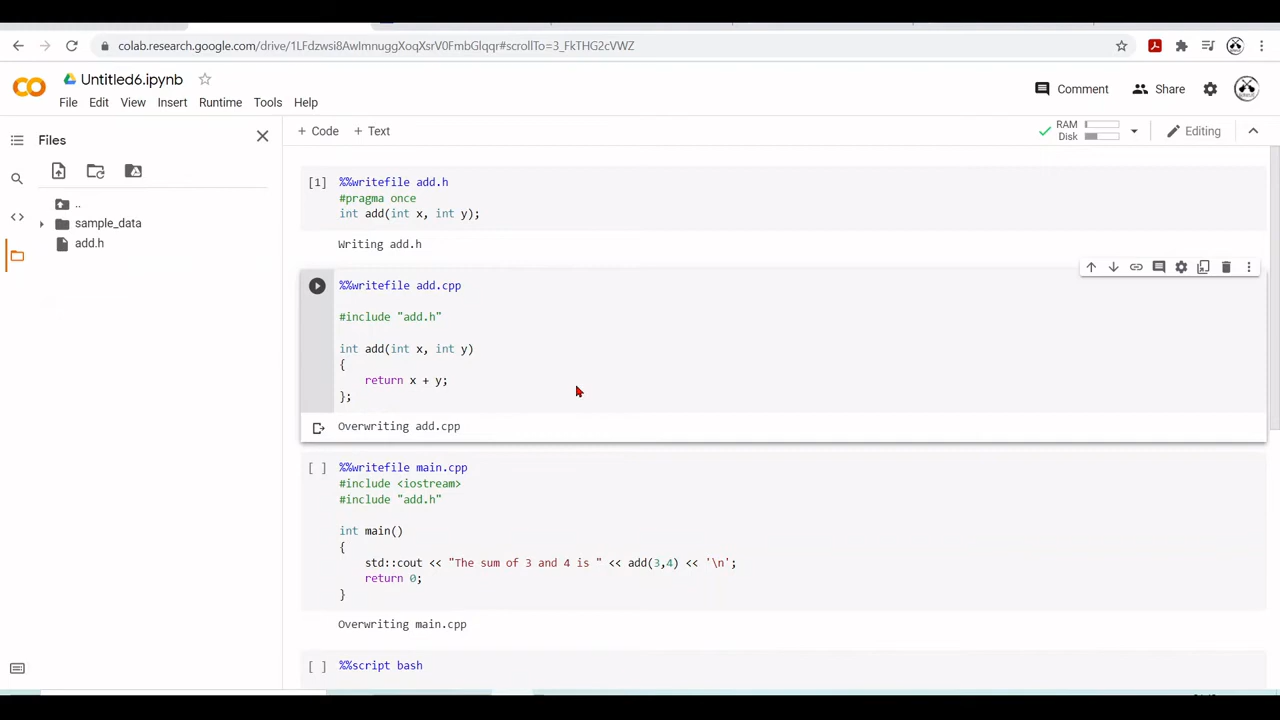 colab.research.google.com/drive/1LFdzwsi8AwImnuggXoqXsrV0FmbGlqqr#scrollTo=3_FkTHG2cVWZ
Untitled6.ipynb
File Edit View Insert Runtime Tools Help
Comment Share
Files
+ Code + Text
RAM
Disk
Editing
..
sample_data
add.h
[1] %%writefile add.h
#pragma once
int add(int x, int y);
Writing add.h
%%writefile add.cpp
#include "add.h"
int add(int x, int y)
{
return x + y;
};
Overwriting add.cpp
[ ] %%writefile main.cpp
#include <iostream>
#include "add.h"
int main()
{
std::cout << "The sum of 3 and 4 is " << add(3,4) << '\n';
return 0;
}
Overwriting main.cpp
[ ] %%script bash